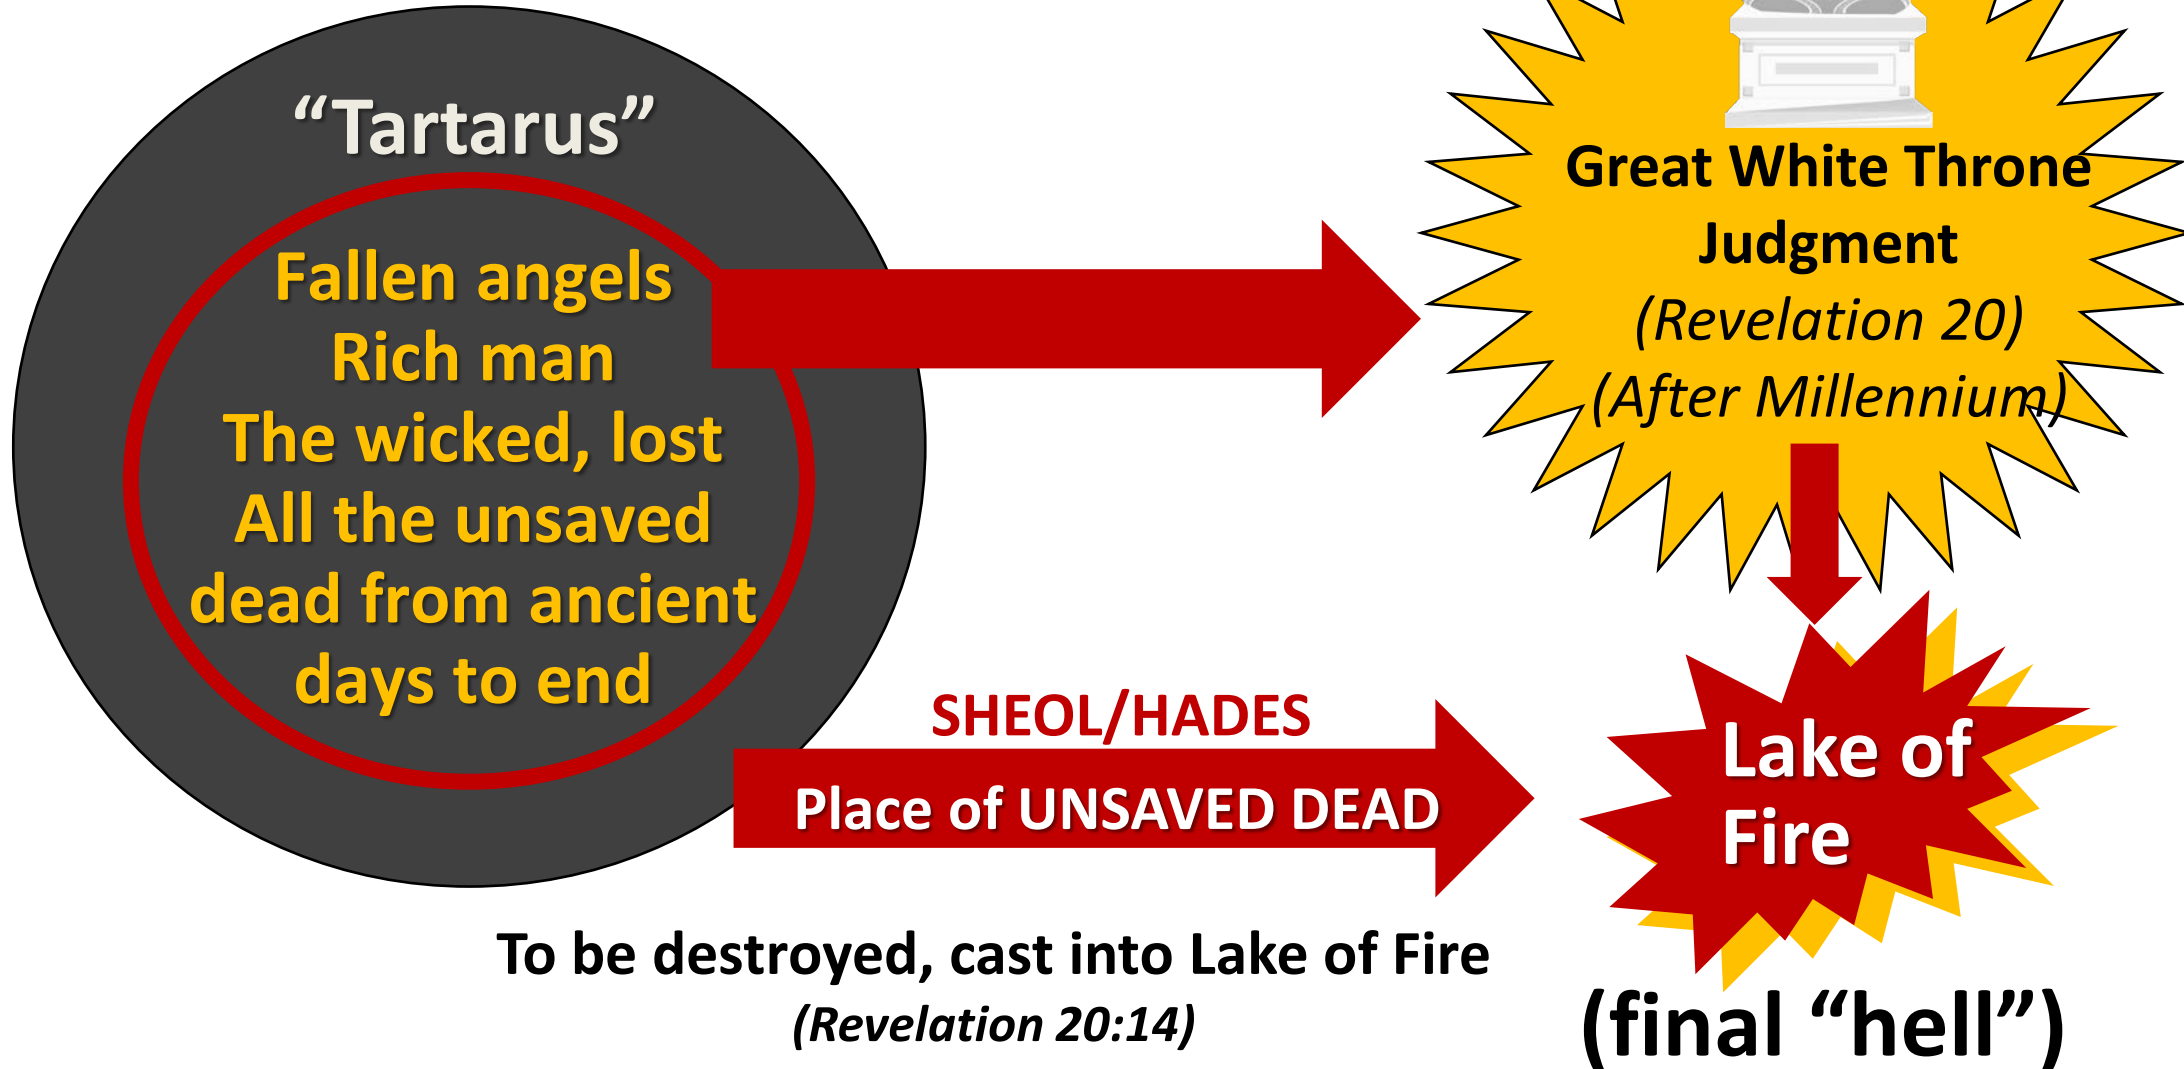 “Tartarus”
Fallen angels
Rich man
The wicked, lost
All the unsaved
dead from ancient
days to end
Great White Throne
Judgment
(Revelation 20)
(After Millennium)
SHEOL/HADES
Place of UNSAVED DEAD
Lake of
Fire
To be destroyed, cast into Lake of Fire
(Revelation 20:14)
(final “hell”)